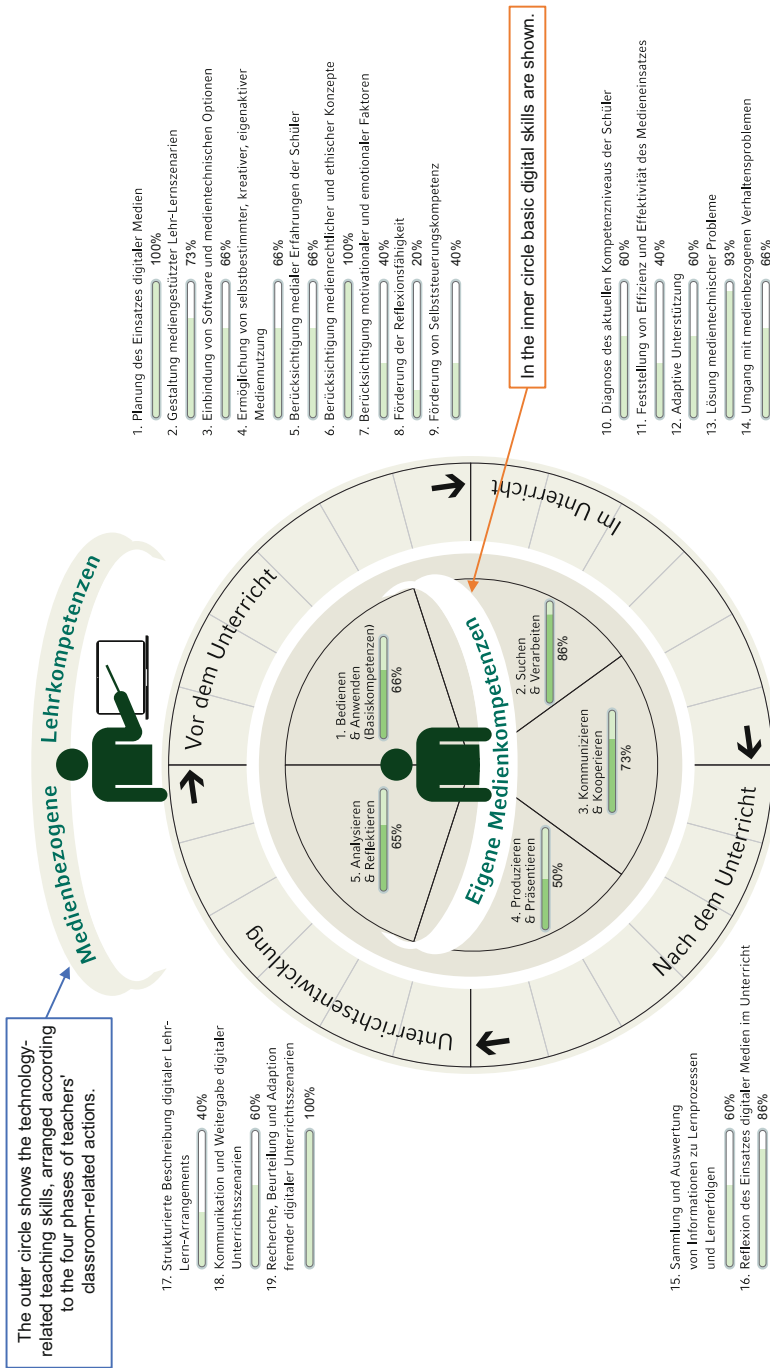 The outer circle shows the technology-
related teaching skills, arranged according
to the four phases of teachers'
classroom-related actions.
Medienbezogene Lehrkompetenzen
Vor dem Unterricht
Im Unterricht
Nach dem Unterricht
Unterrichtsentwicklung
1. Bedienen
& Anwenden
(Basiskompetenzen)
66%
5. Analysieren
& Reflektieren
65%
Eigene Medienkompetenzen
2. Suchen
& Verarbeiten
86%
4. Produzieren
& Präsentieren
50%
3. Kommunizieren
& Kooperieren
73%
In the inner circle basic digital skills are shown.
1. Planung des Einsatzes digitaler Medien
100%
2. Gestaltung mediengestützter Lehr-Lernszenarien
73%
3. Einbindung von Software und medientechnischen Optionen
66%
4. Ermöglichung von selbstbestimmter, kreativer, eigenaktiver
Mediennutzung
66%
5. Berücksichtigung medialer Erfahrungen der Schüler
66%
6. Berücksichtigung medienrechtlicher und ethischer Konzepte
100%
7. Berücksichtigung motivationaler und emotionaler Faktoren
40%
8. Förderung der Reflexionsfähigkeit
20%
9. Förderung von Selbststeuerungskompetenz
40%
10. Diagnose des aktuellen Kompetenzniveaus der Schüler
60%
11. Feststellung von Effizienz und Effektivität des Medieneinsatzes
40%
12. Adaptive Unterstützung
60%
13. Lösung medientechnischer Probleme
93%
14. Umgang mit medienbezogenen Verhaltensproblemen
66%
15. Sammlung und Auswertung
von Informationen zu Lernprozessen
und Lernerfolgen
60%
16. Reflexion des Einsatzes digitaler Medien im Unterricht
86%
17. Strukturierte Beschreibung digitaler Lehr-
Lern-Arrangements
40%
18. Kommunikation und Weitergabe digitaler
Unterrichtsszenarien
60%
19. Recherche, Beurteilung und Adaption
fremder digitaler Unterrichtsszenarien
100%